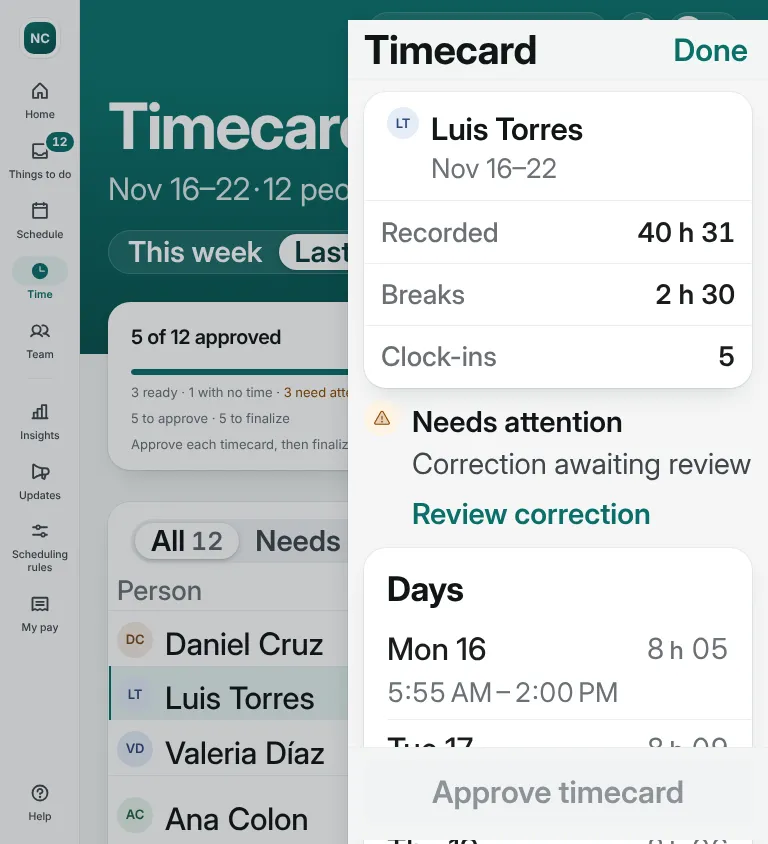 NC
Home
12
Things to do
Schedule
Time
Team
Insights
Updates
Scheduling
rules
My pay
Help
Timecard
Nov 16–22 · 12 peo
This week
Last
5 of 12 approved
3 ready · 1 with no time · 3 need atte
5 to approve · 5 to finalize
Approve each timecard, then finaliz
All 12
Needs
Person
DC Daniel Cruz
LT Luis Torres
VD Valeria Díaz
AC Ana Colon
Timecard
Done
LT Luis Torres
Nov 16–22
Recorded 40 h 31
Breaks 2 h 30
Clock-ins 5
Needs attention
Correction awaiting review
Review correction
Days
Mon 16 8 h 05
5:55 AM – 2:00 PM
Tue 17 8 h 09
Approve timecard